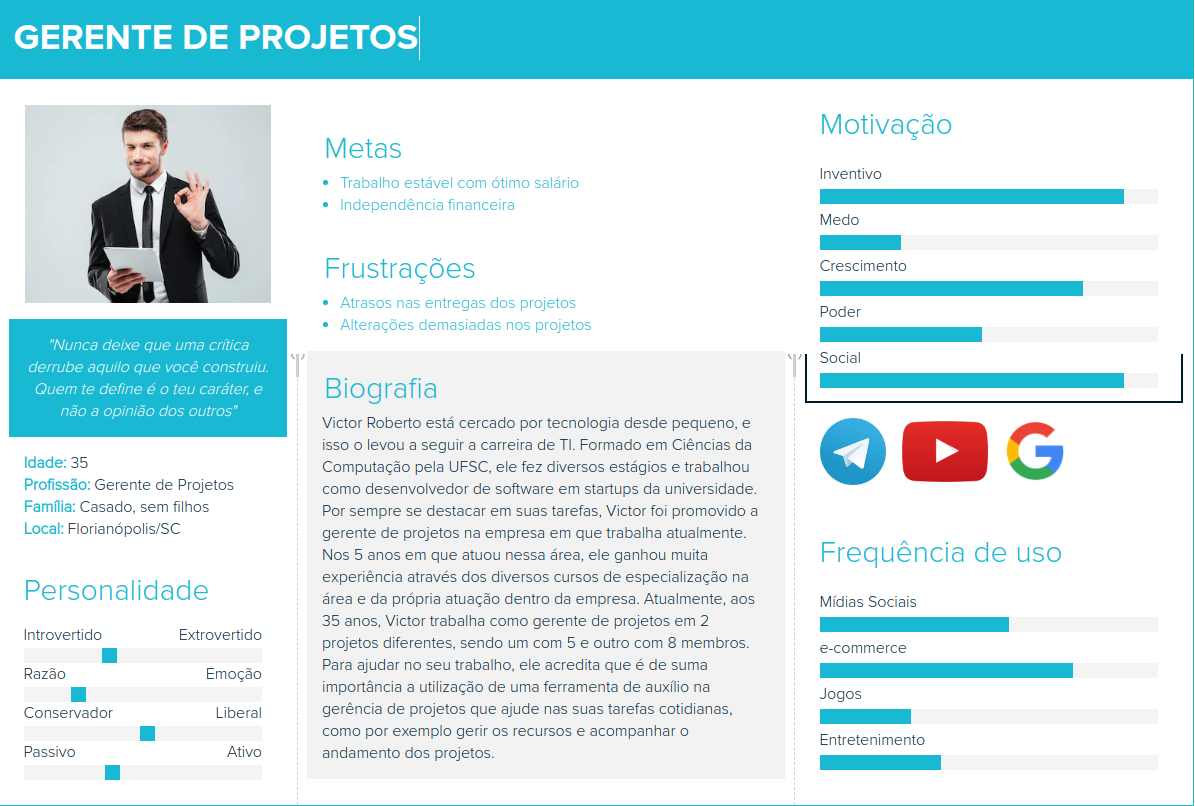 GERENTE DE PROJETOS
"Nunca deixe que uma crítica
derrube aquilo que você construiu.
Quem te define é o teu caráter, e
não a opinião dos outros"
Idade: 35
Profissão: Gerente de Projetos
Família: Casado, sem filhos
Local: Florianópolis/SC
Personalidade
Introvertido Extrovertido
Razão Emoção
Conservador Liberal
Passivo Ativo
Metas
• Trabalho estável com ótimo salário
• Independência financeira
Frustrações
• Atrasos nas entregas dos projetos
• Alterações demasiadas nos projetos
Biografia
Victor Roberto está cercado por tecnologia desde pequeno, e
isso o levou a seguir a carreira de TI. Formado em Ciências da
Computação pela UFSC, ele fez diversos estágios e trabalhou
como desenvolvedor de software em startups da universidade.
Por sempre se destacar em suas tarefas, Victor foi promovido a
gerente de projetos na empresa em que trabalha atualmente.
Nos 5 anos em que atuou nessa área, ele ganhou muita
experiência através dos diversos cursos de especialização na
área e da própria atuação dentro da empresa. Atualmente, aos
35 anos, Victor trabalha como gerente de projetos em 2
projetos diferentes, sendo um com 5 e outro com 8 membros.
Para ajudar no seu trabalho, ele acredita que é de suma
importância a utilização de uma ferramenta de auxílio na
gerência de projetos que ajude nas suas tarefas cotidianas,
como por exemplo gerir os recursos e acompanhar o
andamento dos projetos.
Motivação
Inventivo
Medo
Crescimento
Poder
Social
Frequência de uso
Mídias Sociais
e-commerce
Jogos
Entretenimento